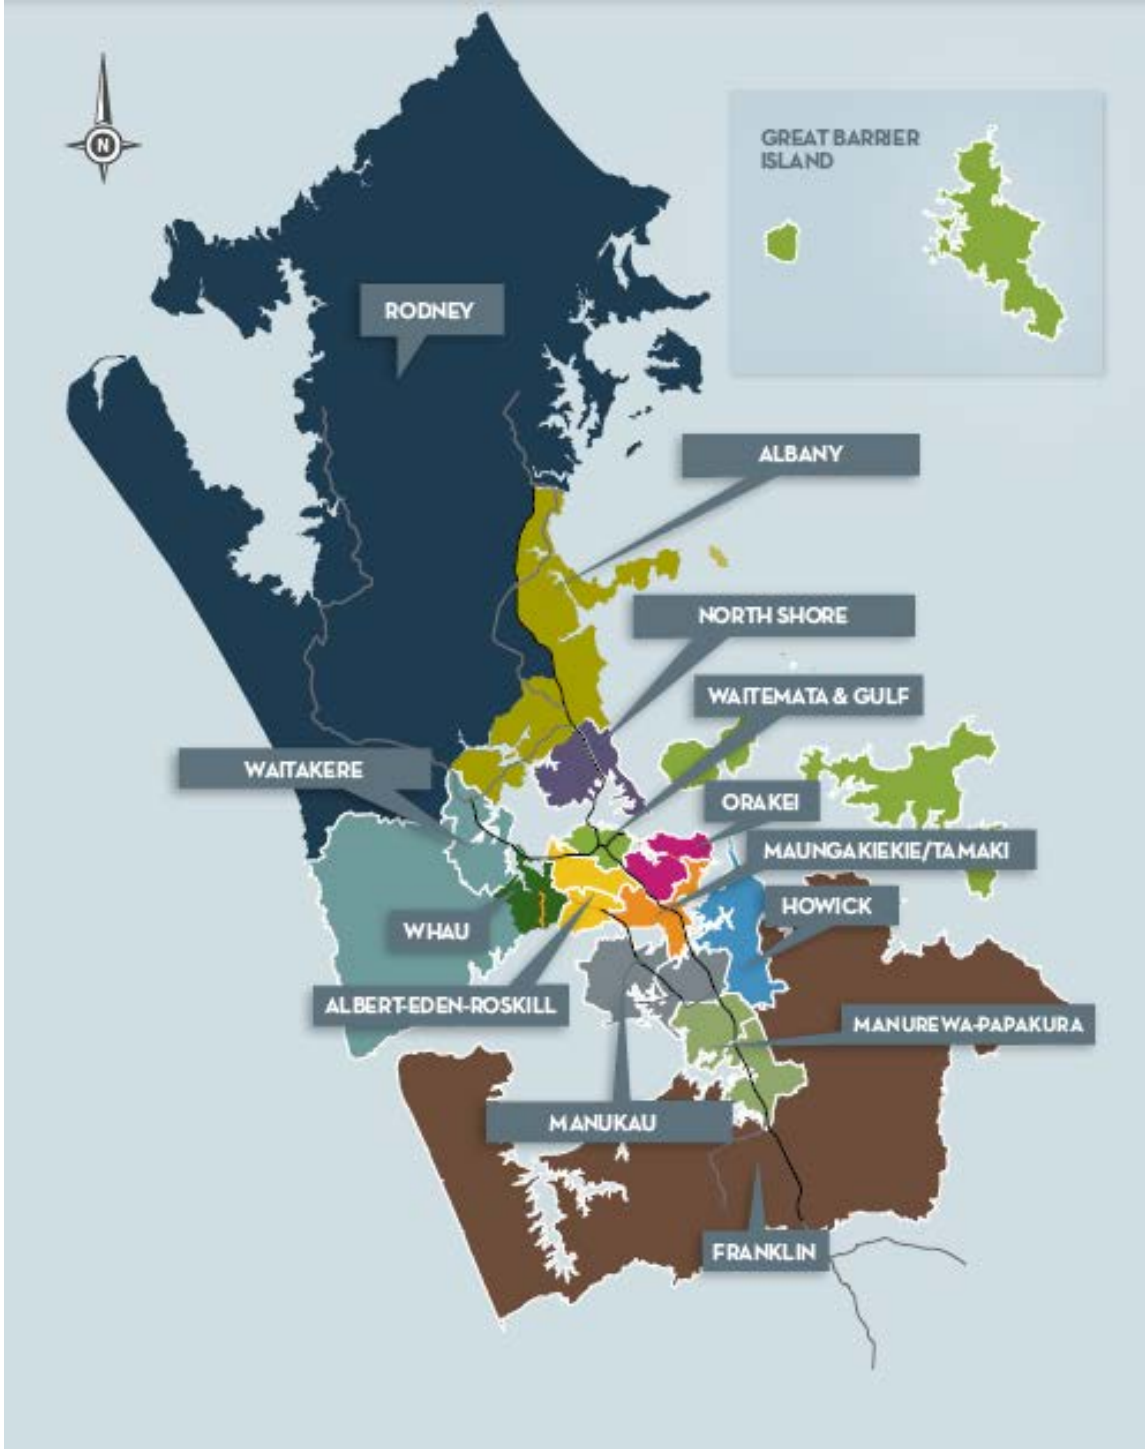 N
GREAT BARRIER
ISLAND
RODNEY
ALBANY
NORTH SHORE
WAITEMATA & GULF
WAITAKERE
ORAKEI
MAUNGAKIEKIE/TAMAKI
HOWICK
WHAU
ALBERT-EDEN-ROSKILL
MANUREWA-PAPAKURA
MANUKAU
FRANKLIN